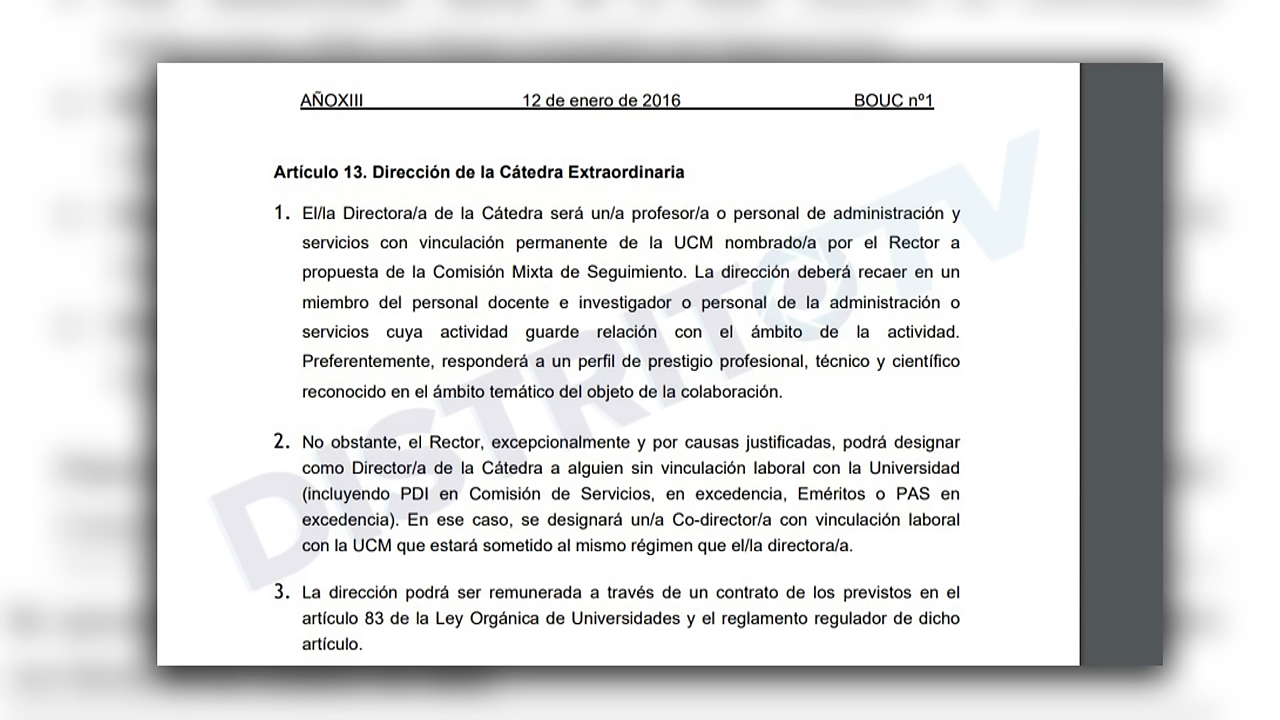 AÑOXIII 12 de enero de 2016 BOUC nº1
Artículo 13. Dirección de la Cátedra Extraordinaria
1. El/la Directora/a de la Cátedra será un/a profesor/a o personal de administración y
servicios con vinculación permanente de la UCM nombrado/a por el Rector a
propuesta de la Comisión Mixta de Seguimiento. La dirección deberá recaer en un
miembro del personal docente e investigador o personal de la administración o
servicios cuya actividad guarde relación con el ámbito de la actividad.
Preferentemente, responderá a un perfil de prestigio profesional, técnico y científico
reconocido en el ámbito temático del objeto de la colaboración.
2. No obstante, el Rector, excepcionalmente y por causas justificadas, podrá designar
como Director/a de la Cátedra a alguien sin vinculación laboral con la Universidad
(incluyendo PDI en Comisión de Servicios, en excedencia, Eméritos o PAS en
excedencia). En ese caso, se designará un/a Co-director/a con vinculación laboral
con la UCM que estará sometido al mismo régimen que el/la directora/a.
3. La dirección podrá ser remunerada a través de un contrato de los previstos en el
artículo 83 de la Ley Orgánica de Universidades y el reglamento regulador de dicho
artículo.
DISTRITO TV